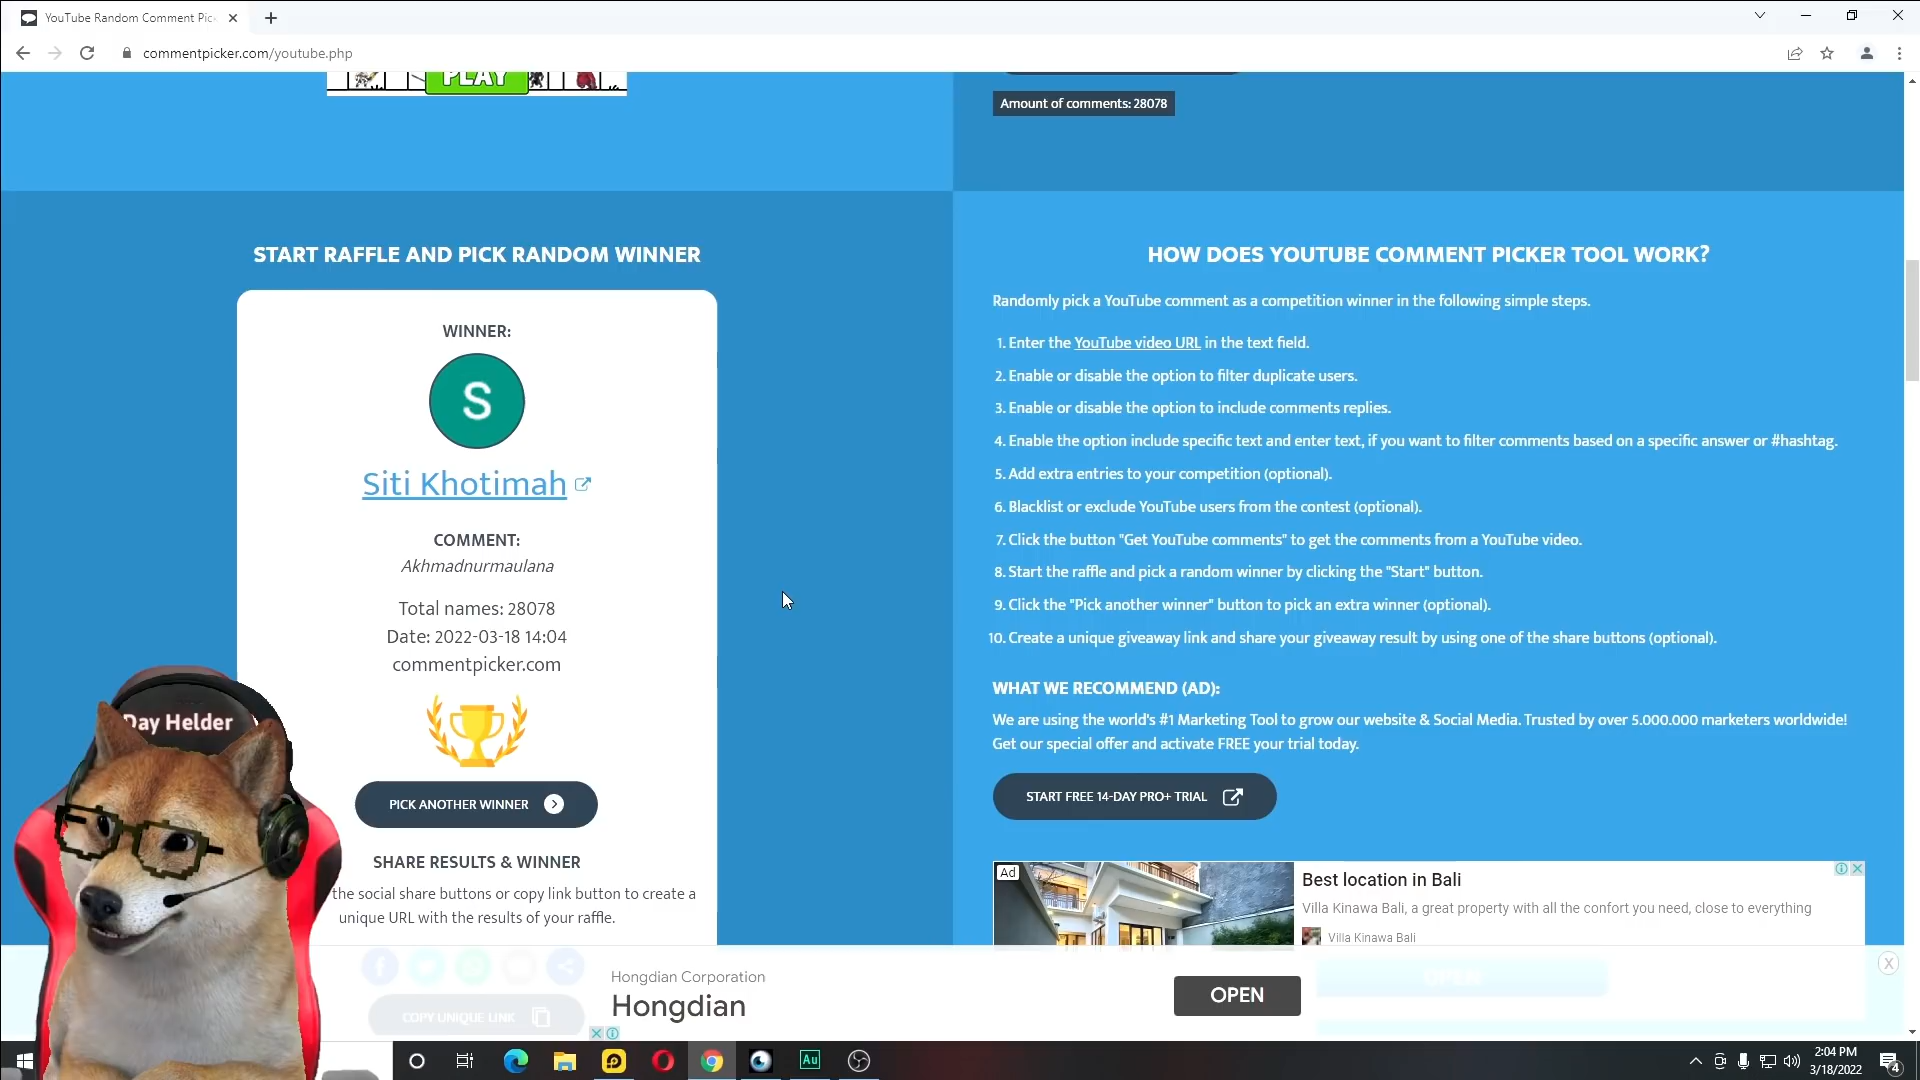 YouTube Random Comment Pic
commentpicker.com/youtube.php
PLAY
Amount of comments: 28078
START RAFFLE AND PICK RANDOM WINNER
WINNER:
S
Siti Khotimah
COMMENT:
Akhmadnurmaulana
Total names: 28078
Date: 2022-03-18 14:04
commentpicker.com
PICK ANOTHER WINNER
SHARE RESULTS & WINNER
the social share buttons or copy link button to create a
unique URL with the results of your raffle.
COPY UNIQUE LINK
Day Helder
HOW DOES YOUTUBE COMMENT PICKER TOOL WORK?
Randomly pick a YouTube comment as a competition winner in the following simple steps.
1. Enter the YouTube video URL in the text field.
2. Enable or disable the option to filter duplicate users.
3. Enable or disable the option to include comments replies.
4. Enable the option include specific text and enter text, if you want to filter comments based on a specific answer or #hashtag.
5. Add extra entries to your competition (optional).
6. Blacklist or exclude YouTube users from the contest (optional).
7. Click the button "Get YouTube comments" to get the comments from a YouTube video.
8. Start the raffle and pick a random winner by clicking the "Start" button.
9. Click the "Pick another winner" button to pick an extra winner (optional).
10. Create a unique giveaway link and share your giveaway result by using one of the share buttons (optional).
WHAT WE RECOMMEND (AD):
We are using the world's #1 Marketing Tool to grow our website & Social Media. Trusted by over 5.000.000 marketers worldwide!
Get our special offer and activate FREE your trial today.
START FREE 14-DAY PRO+ TRIAL
Ad
Best location in Bali
Villa Kinawa Bali, a great property with all the confort you need, close to everything
Villa Kinawa Bali
Hongdian Corporation
Hongdian
OPEN
X
Au
2:04 PM
3/18/2022
4